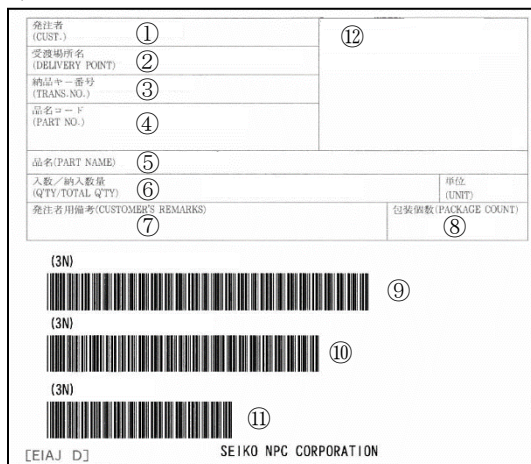 発注者 ① ⑫
(CUST.)
受渡場所名 ②
(DELIVERY POINT)
納品キー番号 ③
(TRANS.NO.)
品名コード ④
(PART NO.)
品名(PART NAME) ⑤
入数／納入数量 ⑥ 単位
(Q'TY/TOTAL Q'TY) (UNIT)
発注者用備考(CUSTOMER'S REMARKS) 包装個数(PACKAGE COUNT)
⑦ ⑧
(3N)
⑨
(3N)
⑩
(3N)
⑪
[EIAJ D] SEIKO NPC CORPORATION